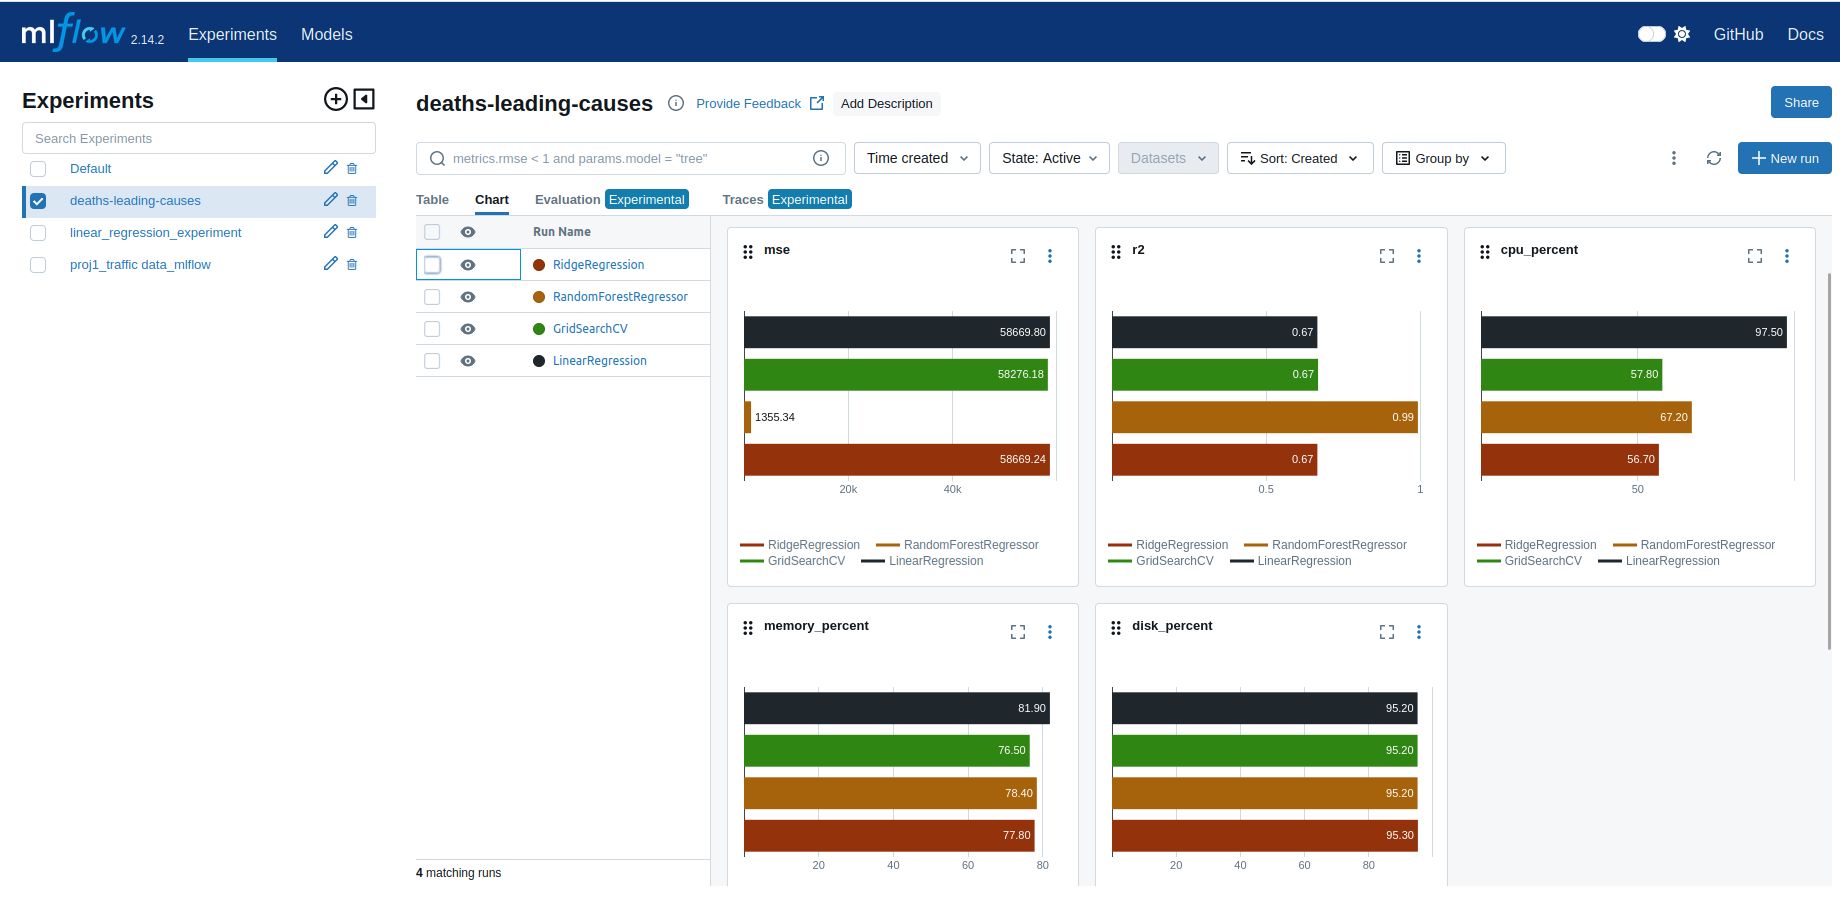 mlflow 2.14.2 Experiments Models GitHub Docs
Experiments
Search Experiments
Default
deaths-leading-causes
linear_regression_experiment
proj1_traffic data_mlflow
deaths-leading-causes Provide Feedback Add Description Share
metrics.rmse < 1 and params.model = "tree" Time created State: Active Datasets Sort: Created Group by New run
Table Chart Evaluation Experimental Traces Experimental
Run Name
RidgeRegression
RandomForestRegressor
GridSearchCV
LinearRegression
4 matching runs
mse
58669.80
58276.18
1355.34
58669.24
20k 40k
RidgeRegression RandomForestRegressor
GridSearchCV LinearRegression
r2
0.67
0.67
0.99
0.67
0.5 1
RidgeRegression RandomForestRegressor
GridSearchCV LinearRegression
cpu_percent
97.50
57.80
67.20
56.70
50
RidgeRegression RandomForestRegressor
GridSearchCV LinearRegression
memory_percent
81.90
76.50
78.40
77.80
20 40 60 80
disk_percent
95.20
95.20
95.20
95.30
20 40 60 80